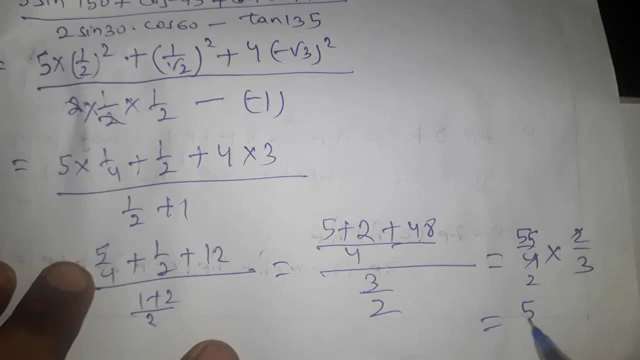 2 sin30 . cos60 − tan135
= 5×(1/2)² + (1/√2)² + 4(−√3)² / 2×1/2×1/2 − (−1)
= 5×1/4 + 1/2 + 4×3 / 1/2 + 1
5/4 + 1/2 + 12 / (1+2)/2 = (5+2+48)/4 / 3/2 = 55/4 × 2/3
2
= 5